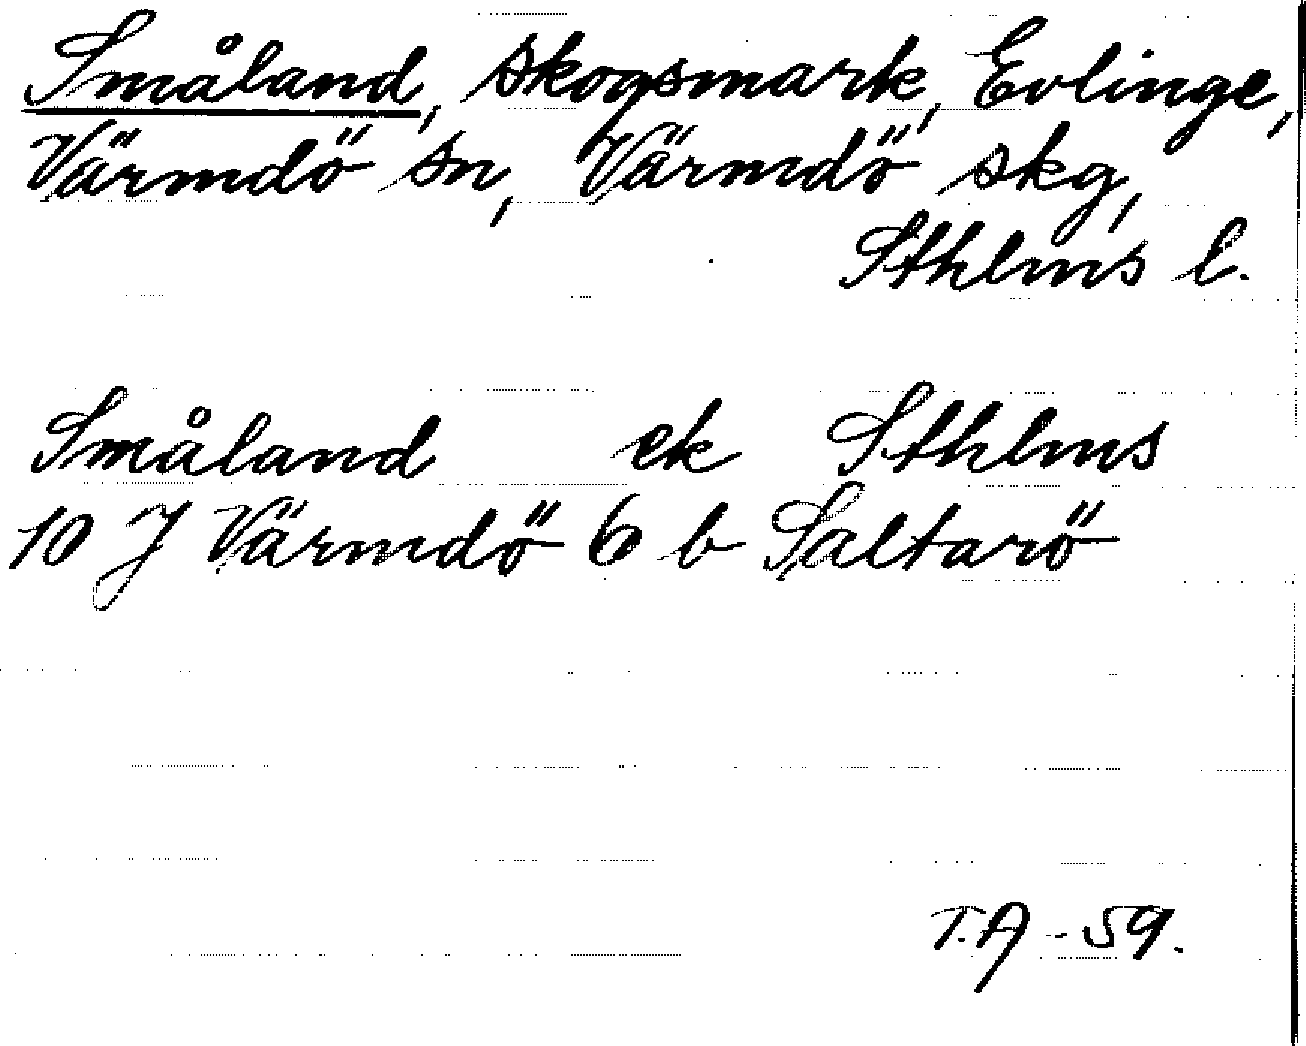 Småland, skogsmark, Evlinge,
Värmdö sn, Värmdö skg,
Sthlms l.
Småland ek Sthlms
10 J Värmdö 6 b Saltarö
T.A -59.